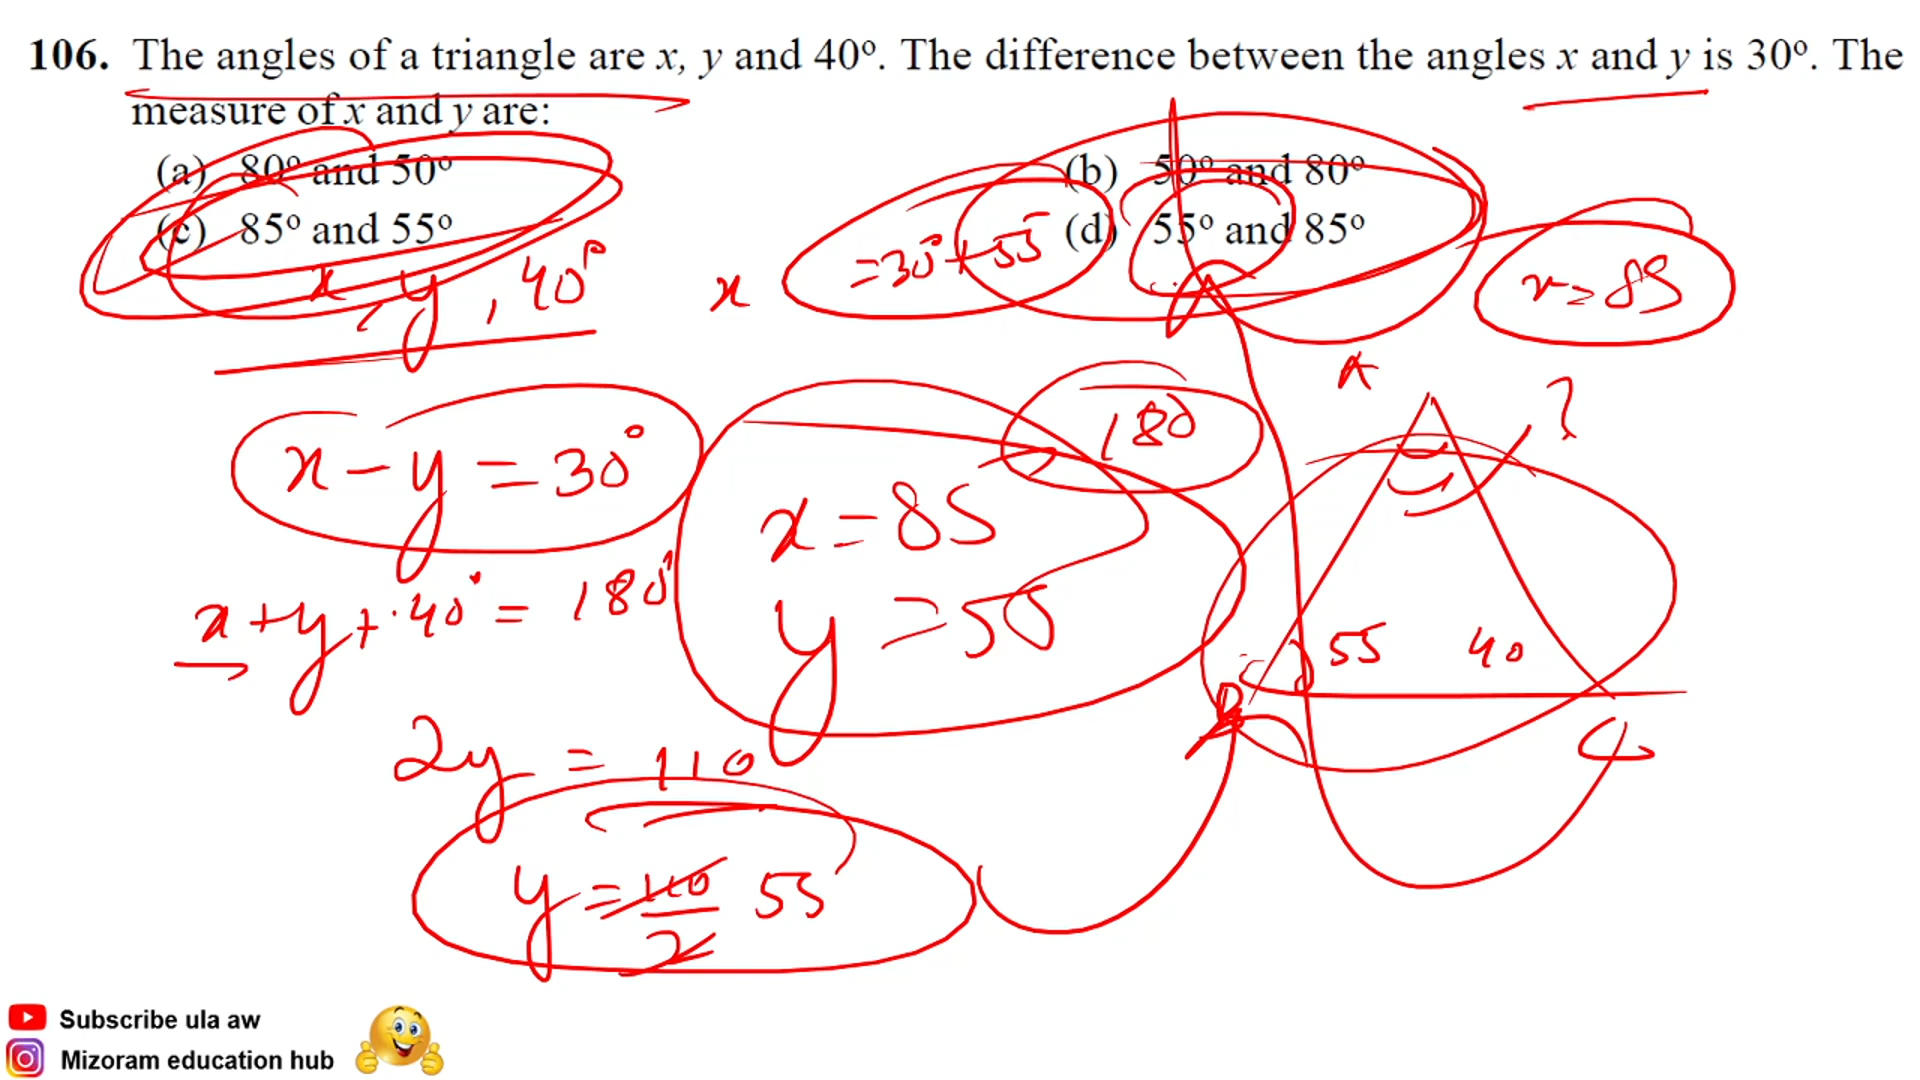 106. The angles of a triangle are x, y and 40°. The difference between the angles x and y is 30°. The
measure of x and y are:
(a) 80° and 50°
(b) 50° and 80°
(c) 85° and 55°
(d) 55° and 85°
x, y, 40°
x = 30° + 55
x = 85
x - y = 30°
180
x = 85
y = 55
x + y + 40° = 180°
A
?
55 40
B
C
2y = 110
y = 110/2 55
Subscribe ula aw
Mizoram education hub